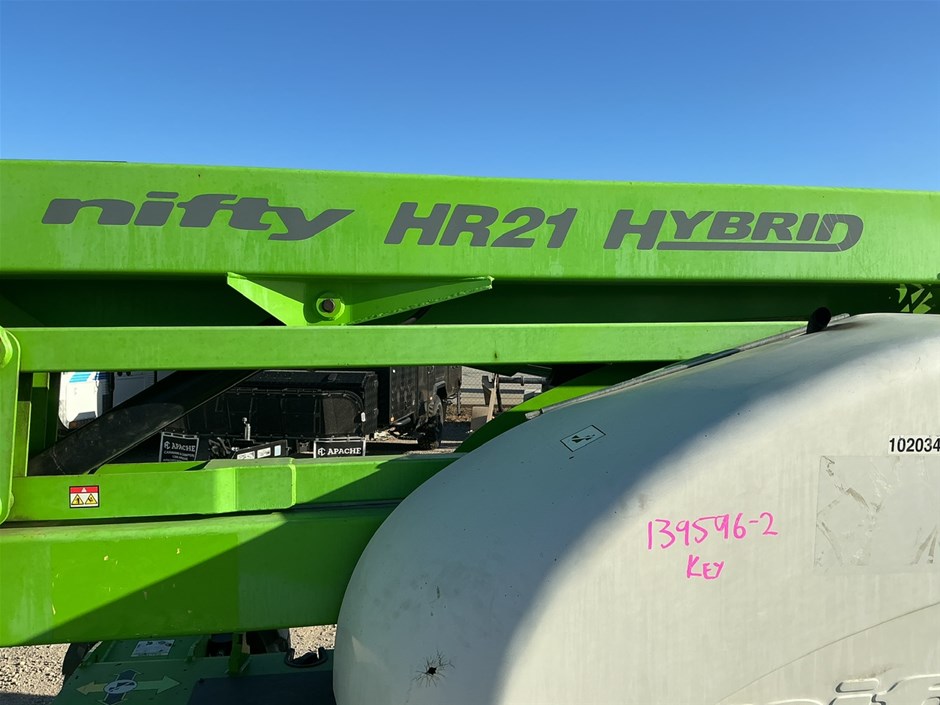 nifty HR21 HYBRID
APACHE
APACHE
102034
139596-2
KEY